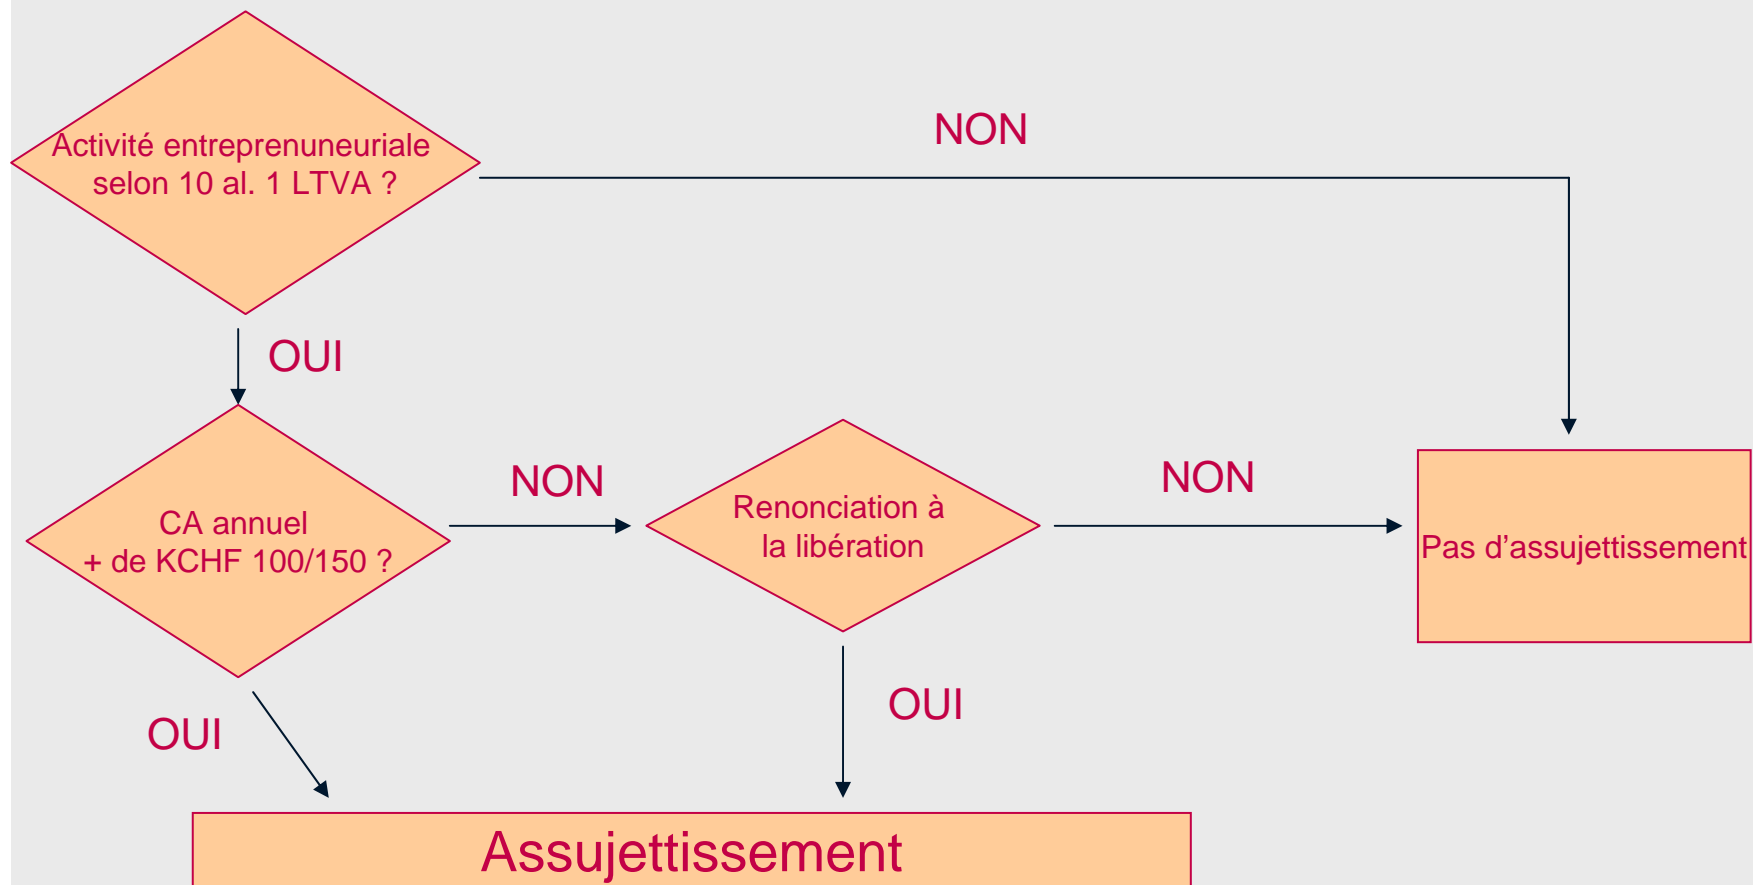 NON
Activité entreprenuneuriale
selon 10 al. 1 LTVA ?
OUI
NON
NON
Renonciation à
la libération
CA annuel
+ de KCHF 100/150 ?
Pas d’assujettissement
OUI
OUI
Assujettissement